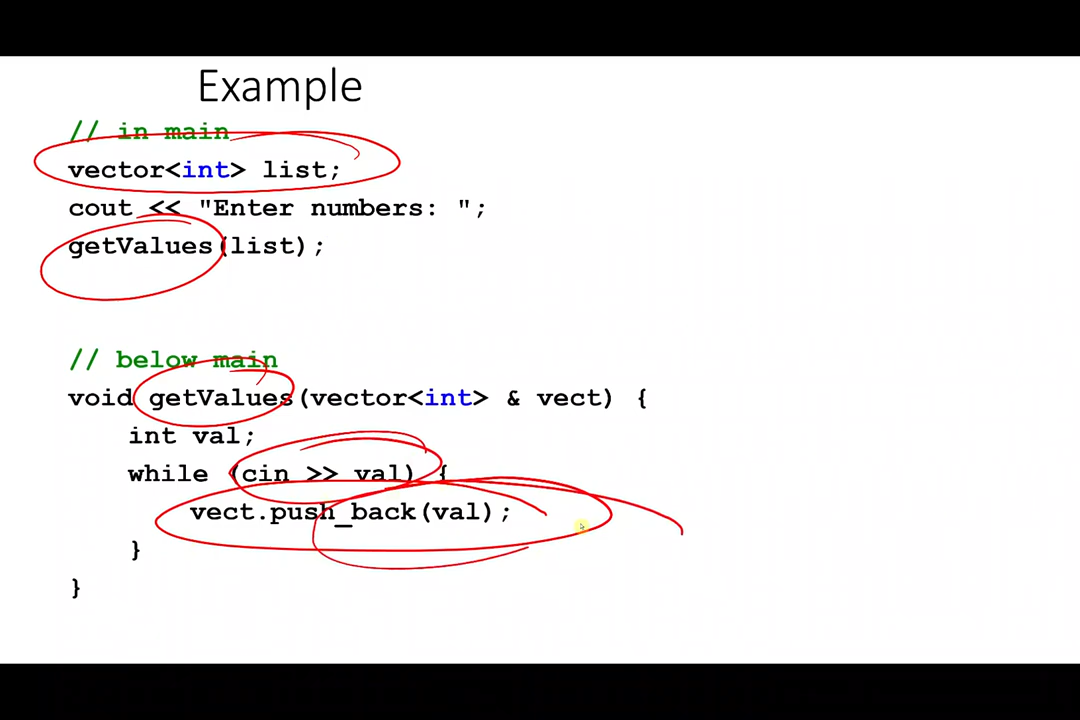 Example
// in main
vector<int> list;
cout << "Enter numbers: ";
getValues(list);
// below main
void getValues(vector<int> & vect) {
int val;
while (cin >> val) {
vect.push_back(val);
}
}